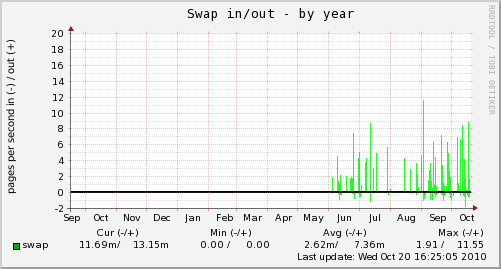 Swap in/out - by year
RRDTOOL / TOBI OETIKER
pages per second in (-) / out (+)
20
18
16
14
12
10
8
6
4
2
0
-2
Sep Oct Nov Dec Jan Feb Mar Apr May Jun Jul Aug Sep Oct
Cur (-/+) Min (-/+) Avg (-/+) Max (-/+)
swap 11.69m/ 13.15m 0.00 / 0.00 2.62m/ 7.36m 1.91 / 11.55
Last update: Wed Oct 20 16:25:05 2010